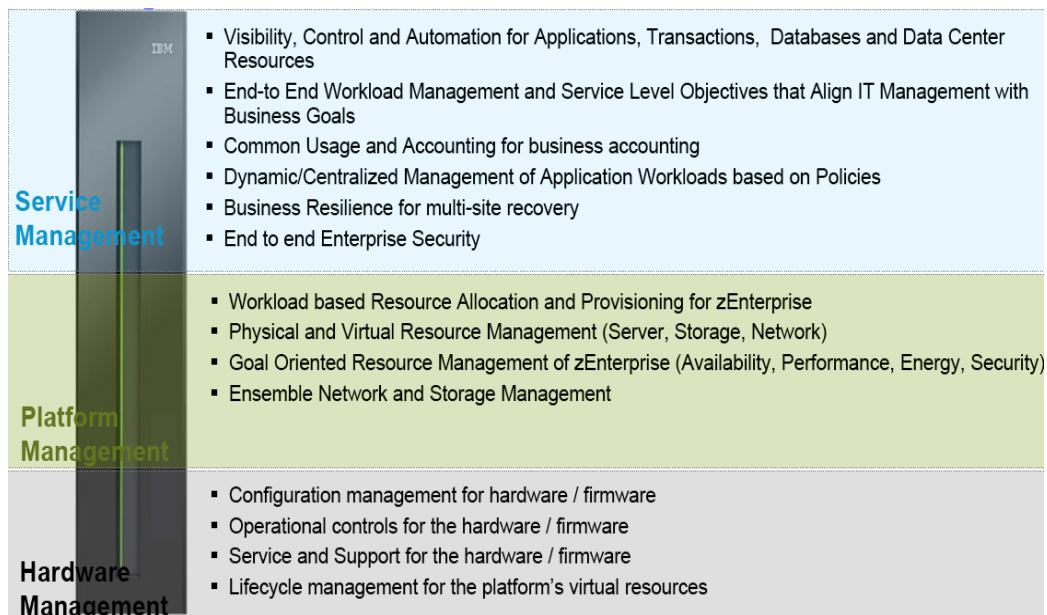 IBM
▪ Visibility, Control and Automation for Applications, Transactions, Databases and Data Center
Resources
▪ End-to End Workload Management and Service Level Objectives that Align IT Management with
Business Goals
▪ Common Usage and Accounting for business accounting
▪ Dynamic/Centralized Management of Application Workloads based on Policies
▪ Business Resilience for multi-site recovery
▪ End to end Enterprise Security
Service
Management
▪ Workload based Resource Allocation and Provisioning for zEnterprise
▪ Physical and Virtual Resource Management (Server, Storage, Network)
▪ Goal Oriented Resource Management of zEnterprise (Availability, Performance, Energy, Security)
▪ Ensemble Network and Storage Management
Platform
Management
▪ Configuration management for hardware / firmware
▪ Operational controls for the hardware / firmware
▪ Service and Support for the hardware / firmware
▪ Lifecycle management for the platform's virtual resources
Hardware
Management